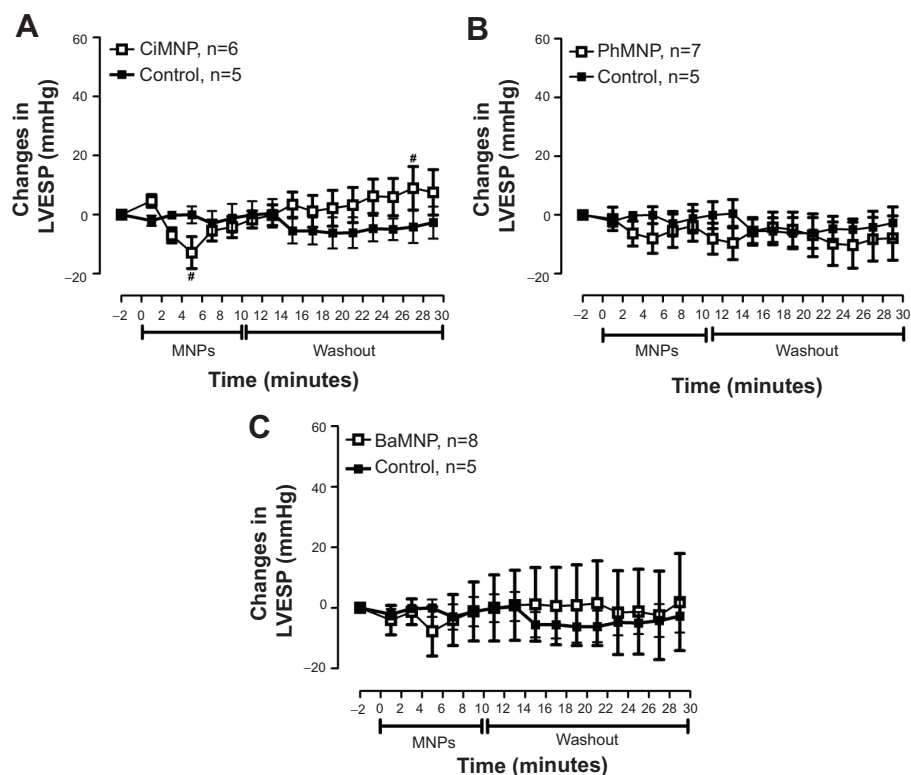 A
60
40
20
0
−20
Changes in
LVESP (mmHg)
CiMNP, n=6
Control, n=5
#
#
−2 0 2 4 6 8 10 12 14 16 18 20 22 24 26 28 30
MNPs Washout
Time (minutes)
B
60
40
20
0
−20
Changes in
LVESP (mmHg)
PhMNP, n=7
Control, n=5
−2 0 2 4 6 8 10 12 14 16 18 20 22 24 26 28 30
MNPs Washout
Time (minutes)
C
60
40
20
0
−20
Changes in
LVESP (mmHg)
BaMNP, n=8
Control, n=5
−2 0 2 4 6 8 10 12 14 16 18 20 22 24 26 28 30
MNPs Washout
Time (minutes)